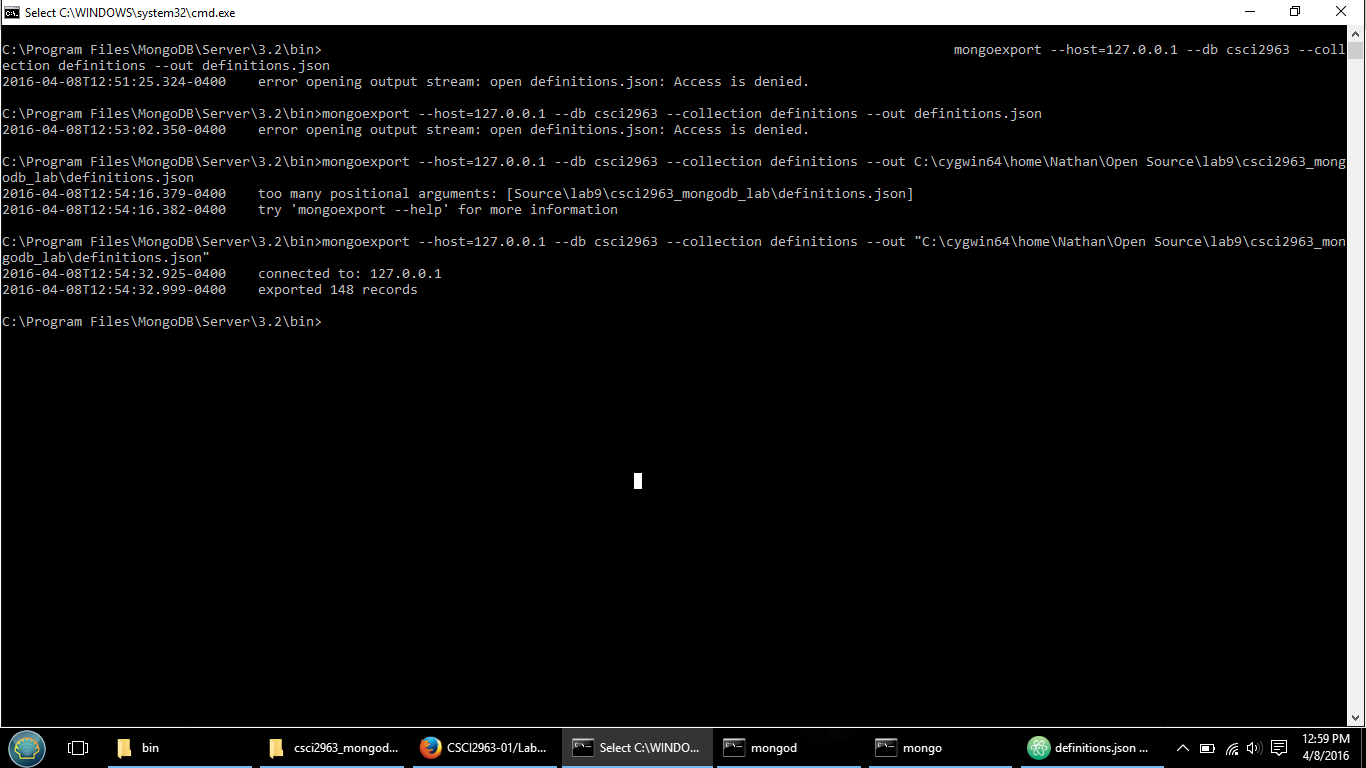 Select C:\WINDOWS\system32\cmd.exe
C:\Program Files\MongoDB\Server\3.2\bin> mongoexport --host=127.0.0.1 --db csci2963 --coll
ection definitions --out definitions.json
2016-04-08T12:51:25.324-0400 error opening output stream: open definitions.json: Access is denied.
C:\Program Files\MongoDB\Server\3.2\bin>mongoexport --host=127.0.0.1 --db csci2963 --collection definitions --out definitions.json
2016-04-08T12:53:02.350-0400 error opening output stream: open definitions.json: Access is denied.
C:\Program Files\MongoDB\Server\3.2\bin>mongoexport --host=127.0.0.1 --db csci2963 --collection definitions --out C:\cygwin64\home\Nathan\Open Source\lab9\csci2963_mong
odb_lab\definitions.json
2016-04-08T12:54:16.379-0400 too many positional arguments: [Source\lab9\csci2963_mongodb_lab\definitions.json]
2016-04-08T12:54:16.382-0400 try 'mongoexport --help' for more information
C:\Program Files\MongoDB\Server\3.2\bin>mongoexport --host=127.0.0.1 --db csci2963 --collection definitions --out "C:\cygwin64\home\Nathan\Open Source\lab9\csci2963_mon
godb_lab\definitions.json"
2016-04-08T12:54:32.925-0400 connected to: 127.0.0.1
2016-04-08T12:54:32.999-0400 exported 148 records
C:\Program Files\MongoDB\Server\3.2\bin>
bin
csci2963_mongod...
CSCI2963-01/Lab...
Select C:\WINDO...
mongod
mongo
definitions.json ...
12:59 PM
4/8/2016